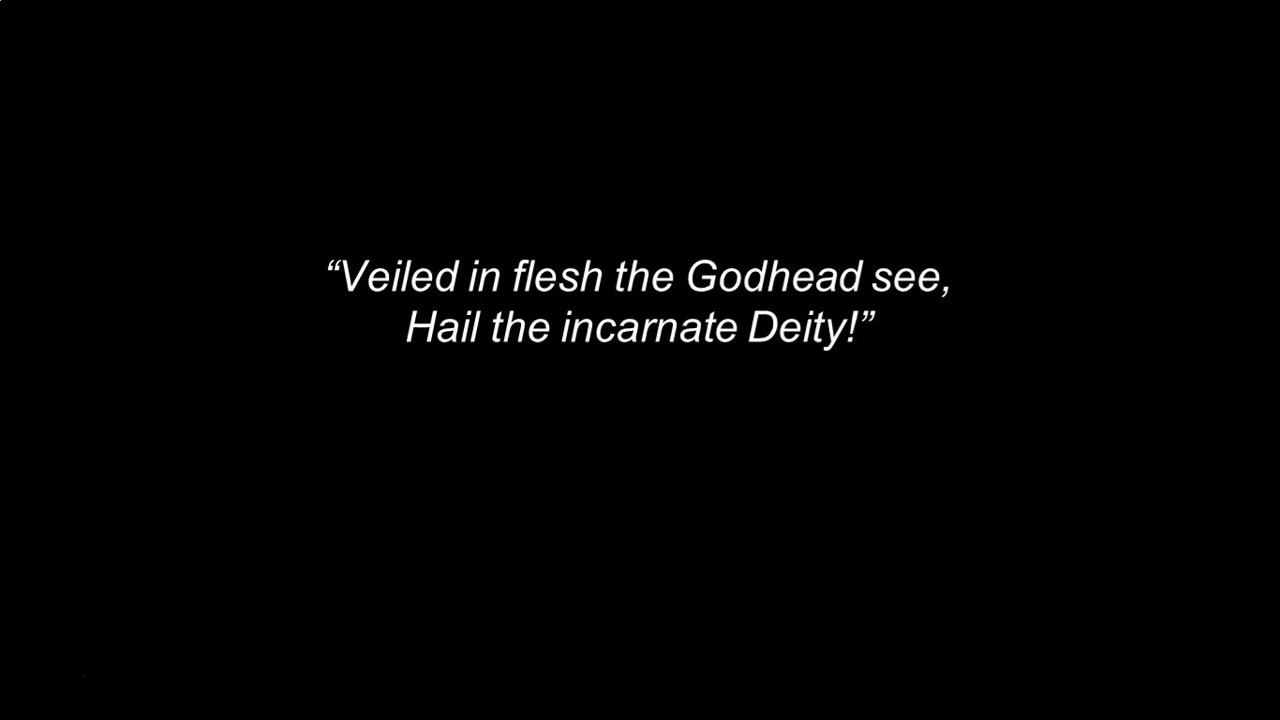 “Veiled in flesh the Godhead see,
Hail the incarnate Deity!”